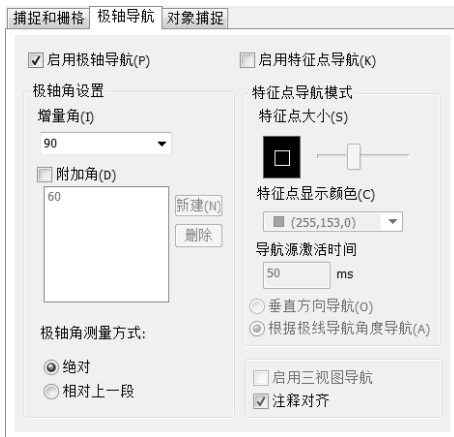 捕捉和栅格 极轴导航 对象捕捉
启用极轴导航(P)
极轴角设置
增量角(I)
90
附加角(D)
60
新建(N)
删除
极轴角测量方式:
绝对
相对上一段
启用特征点导航(K)
特征点导航模式
特征点大小(S)
特征点显示颜色(C)
(255,153,0)
导航源激活时间
50 ms
垂直方向导航(O)
根据极线导航角度导航(A)
启用三视图导航
注释对齐